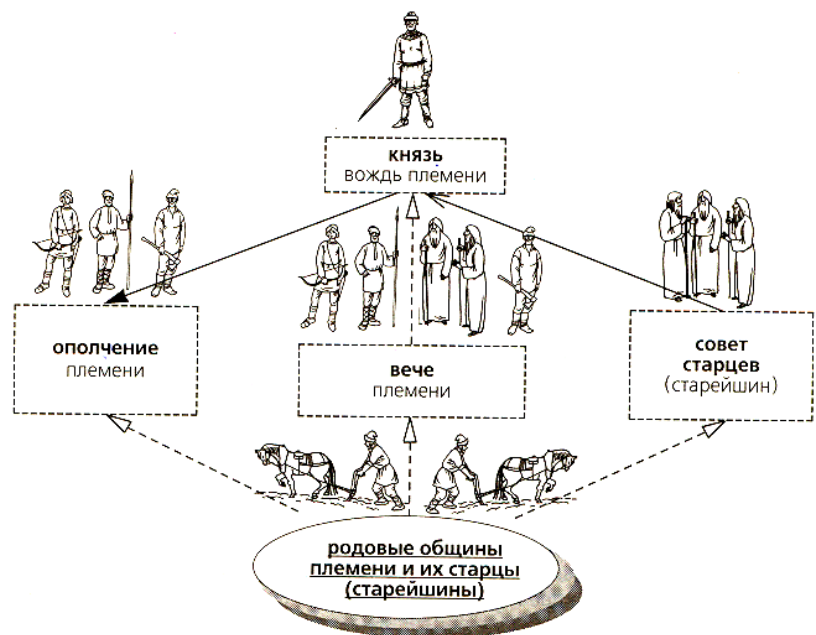 князь
вождь племени
ополчение
племени
вече
племени
совет
старцев
(старейшин)
родовые общины
племени и их старцы
(старейшины)